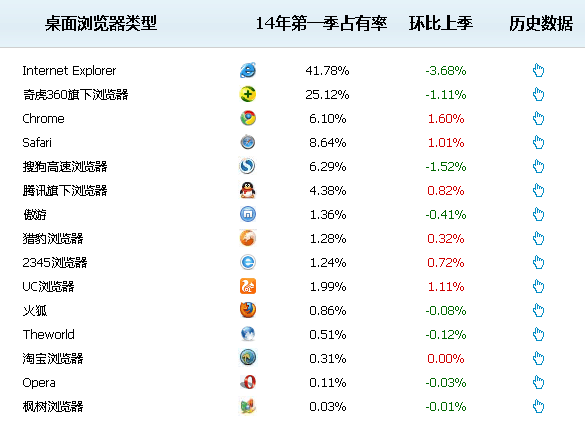 桌面浏览器类型 14年第一季占有率 环比上季 历史数据
Internet Explorer 41.78% -3.68%
奇虎360旗下浏览器 25.12% -1.11%
Chrome 6.10% 1.60%
Safari 8.64% 1.01%
搜狗高速浏览器 6.29% -1.52%
腾讯旗下浏览器 4.38% 0.82%
傲游 1.36% -0.41%
猎豹浏览器 1.28% 0.32%
2345浏览器 1.24% 0.72%
UC浏览器 1.99% 1.11%
火狐 0.86% -0.08%
Theworld 0.51% -0.12%
淘宝浏览器 0.31% 0.00%
Opera 0.11% -0.03%
枫树浏览器 0.03% -0.01%